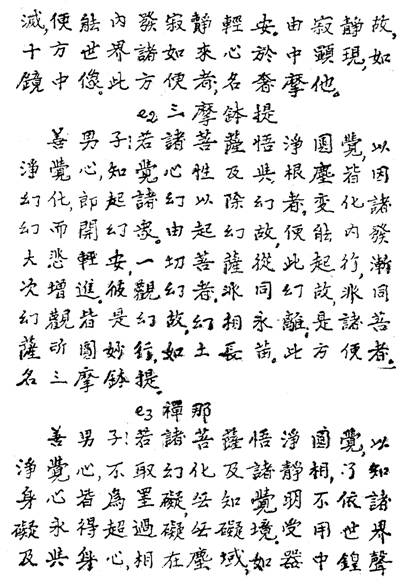 滅,便能內發寂靜輕安。由寂靜故,
十方世界諸如來心,於中顯現,如
鏡中像。此方便者,名奢摩他。
e2 三摩鉢提
善男子!若諸菩薩悟淨圓覺,以
淨覺心,知覺心性及與根塵,皆因
幻化,即起諸幻以除幻者。變化諸
幻而開幻眾。由起幻故,便能內發
大悲輕安。一切菩薩從此起行,漸
次增進。彼觀幻者,非同幻故,非同
幻觀皆是幻故,幻相永離,是諸菩
薩所圓妙行,如土長苗。此方便者,
名三摩鉢提。
e3 禪那
善男子!若諸菩薩悟淨圓覺,以
淨覺心,不取幻化及諸靜相,了知
身心皆為罣礙,無知覺明,不依諸
礙,永得超過礙無礙境。受用世界
及與身心,相在塵域,如器中鍠聲